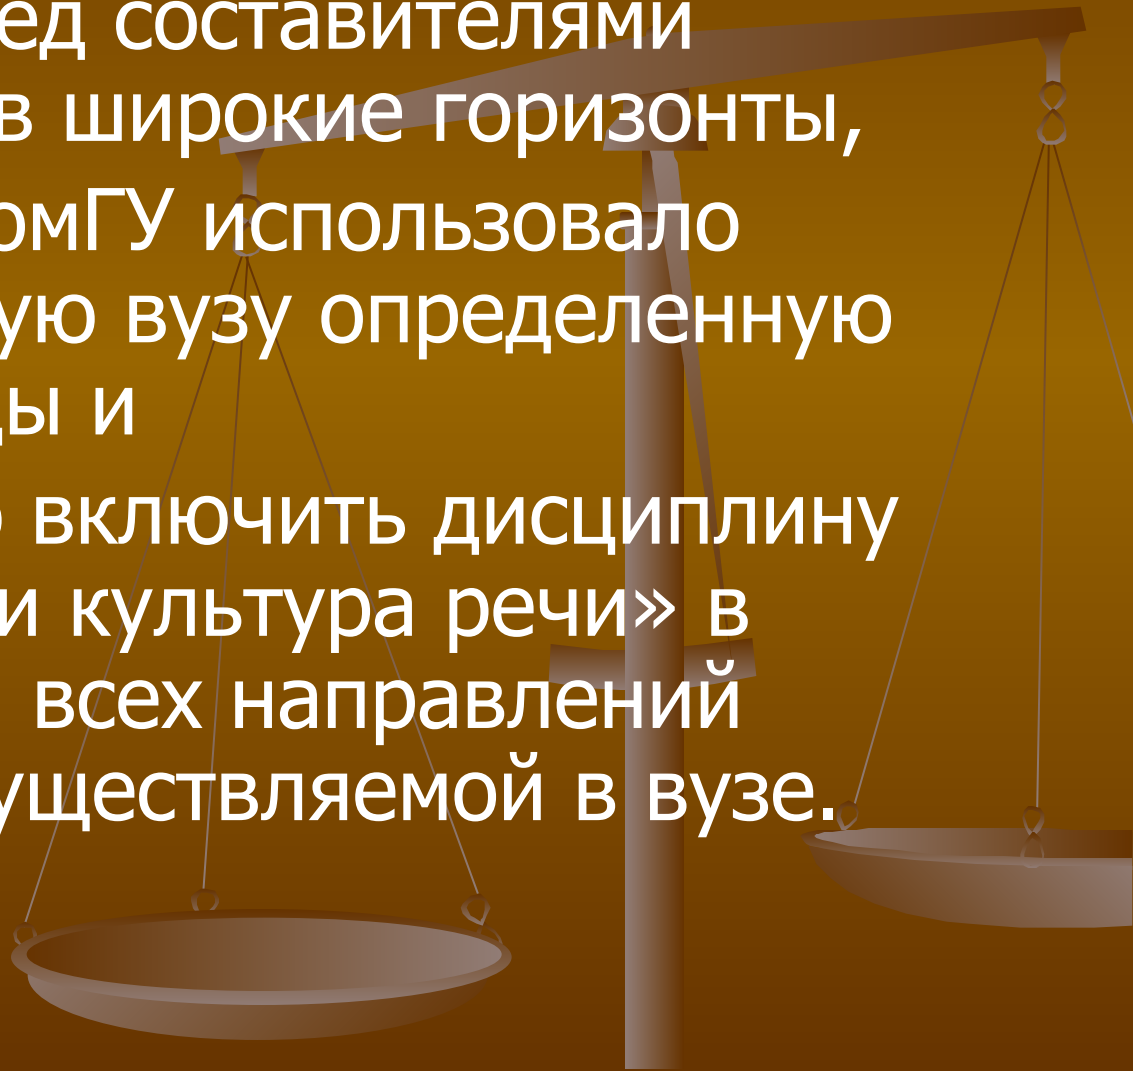 ед составителями
в широкие горизонты,
омГУ использовало
ую вузу определенную
ы и
включить дисциплину
и культура речи» в
всех направлений
уществляемой в вузе.